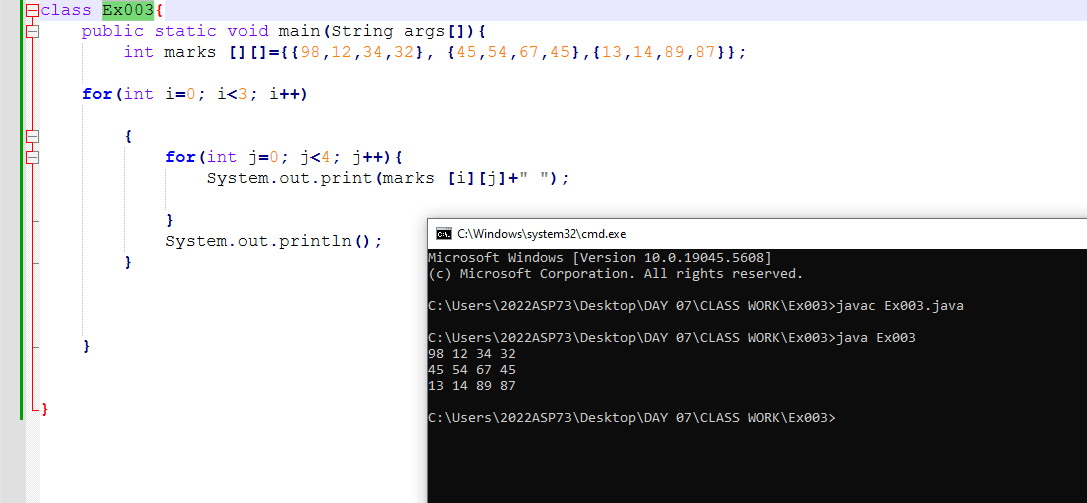 class Ex003{
public static void main(String args[]){
int marks [][]={{98,12,34,32}, {45,54,67,45},{13,14,89,87}};
for(int i=0; i<3; i++)
{
for(int j=0; j<4; j++){
System.out.print(marks [i][j]+" ");
}
System.out.println();
}
}
}
C:\Windows\system32\cmd.exe
Microsoft Windows [Version 10.0.19045.5608]
(c) Microsoft Corporation. All rights reserved.
C:\Users\2022ASP73\Desktop\DAY 07\CLASS WORK\Ex003>javac Ex003.java
C:\Users\2022ASP73\Desktop\DAY 07\CLASS WORK\Ex003>java Ex003
98 12 34 32
45 54 67 45
13 14 89 87
C:\Users\2022ASP73\Desktop\DAY 07\CLASS WORK\Ex003>